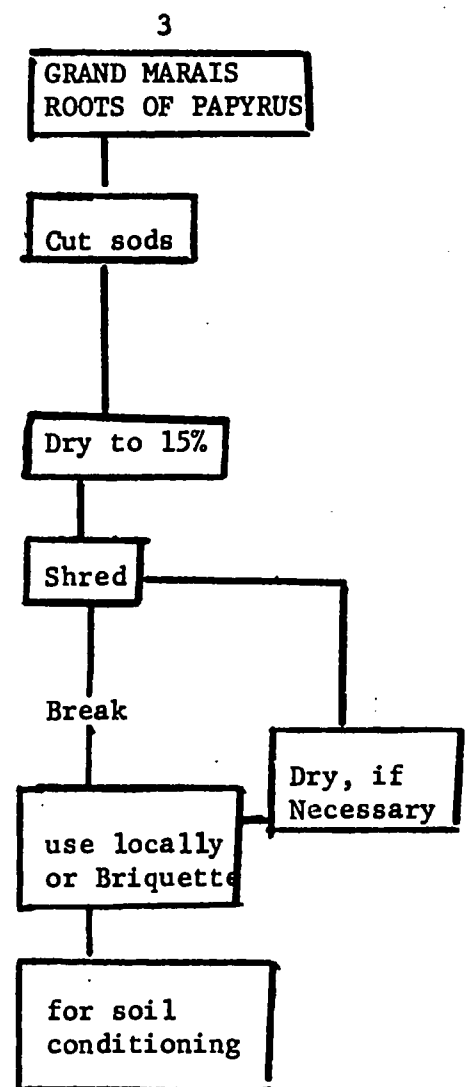 3
GRAND MARAIS
ROOTS OF PAPYRUS
Cut sods
Dry to 15%
Shred
Break
Dry, if
Necessary
use locally
or Briquette
for soil
conditioning